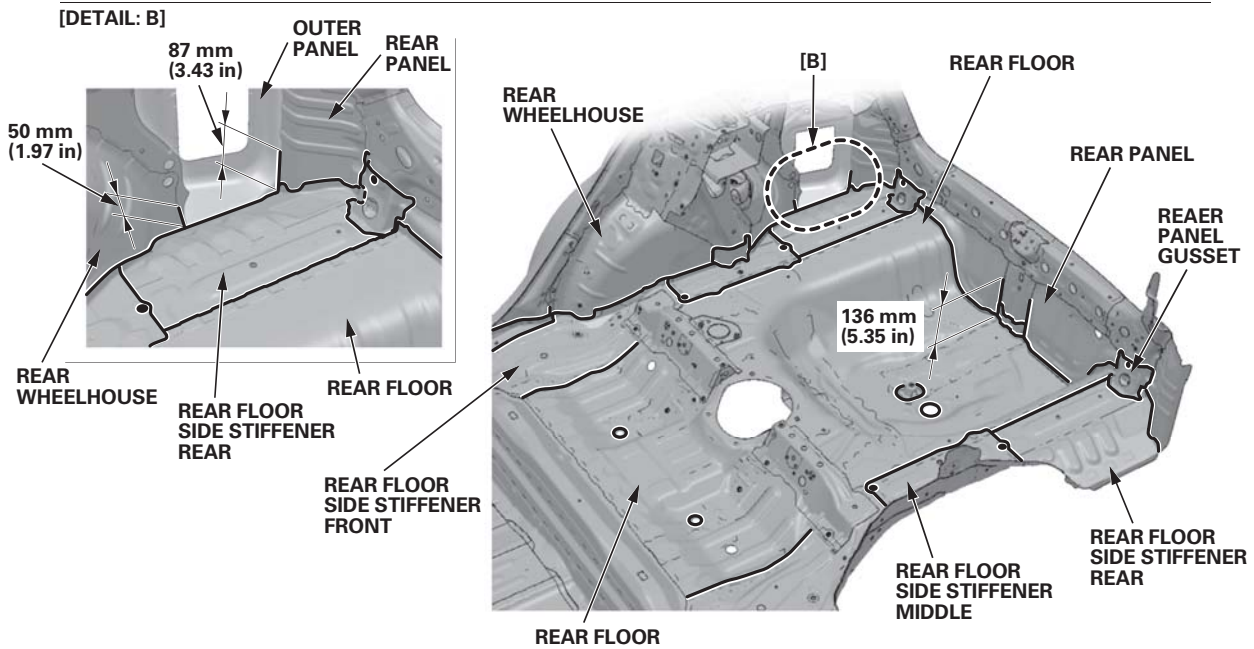 [DETAIL: B]
87 mm
(3.43 in)
OUTER
PANEL
REAR
PANEL
50 mm
(1.97 in)
REAR
WHEELHOUSE
REAR FLOOR
SIDE STIFFENER
REAR
REAR FLOOR
[B]
REAR FLOOR
REAR
WHEELHOUSE
REAR PANEL
REAER
PANEL
GUSSET
136 mm
(5.35 in)
REAR FLOOR
SIDE STIFFENER
FRONT
REAR FLOOR
REAR FLOOR
SIDE STIFFENER
MIDDLE
REAR FLOOR
SIDE STIFFENER
REAR